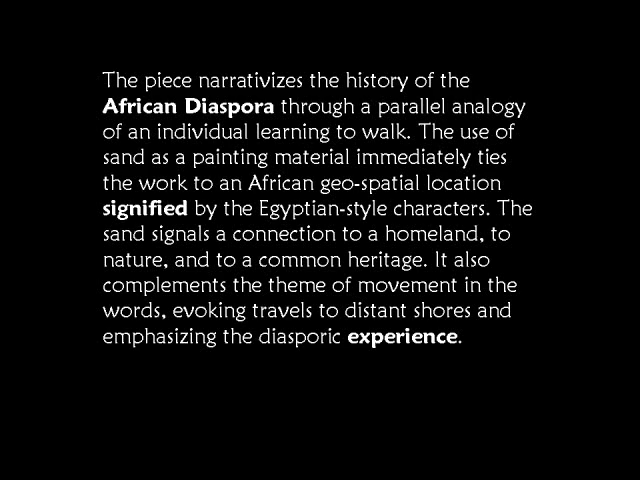 The piece narrativizes the history of the
African Diaspora through a parallel analogy
of an individual learning to walk. The use of
sand as a painting material immediately ties
the work to an African geo-spatial location
signified by the Egyptian-style characters. The
sand signals a connection to a homeland, to
nature, and to a common heritage. It also
complements the theme of movement in the
words, evoking travels to distant shores and
emphasizing the diasporic experience.